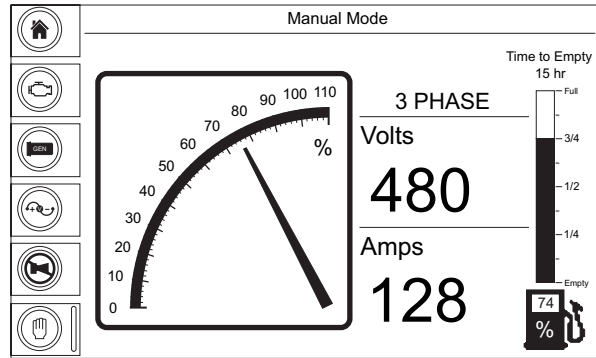 Manual Mode
Time to Empty
15 hr
Full
3/4
1/2
1/4
Empty
74
%
3 PHASE
Volts
480
Amps
128
0
10
20
30
40
50
60
70
80
90
100
110
%
GEN
+
-